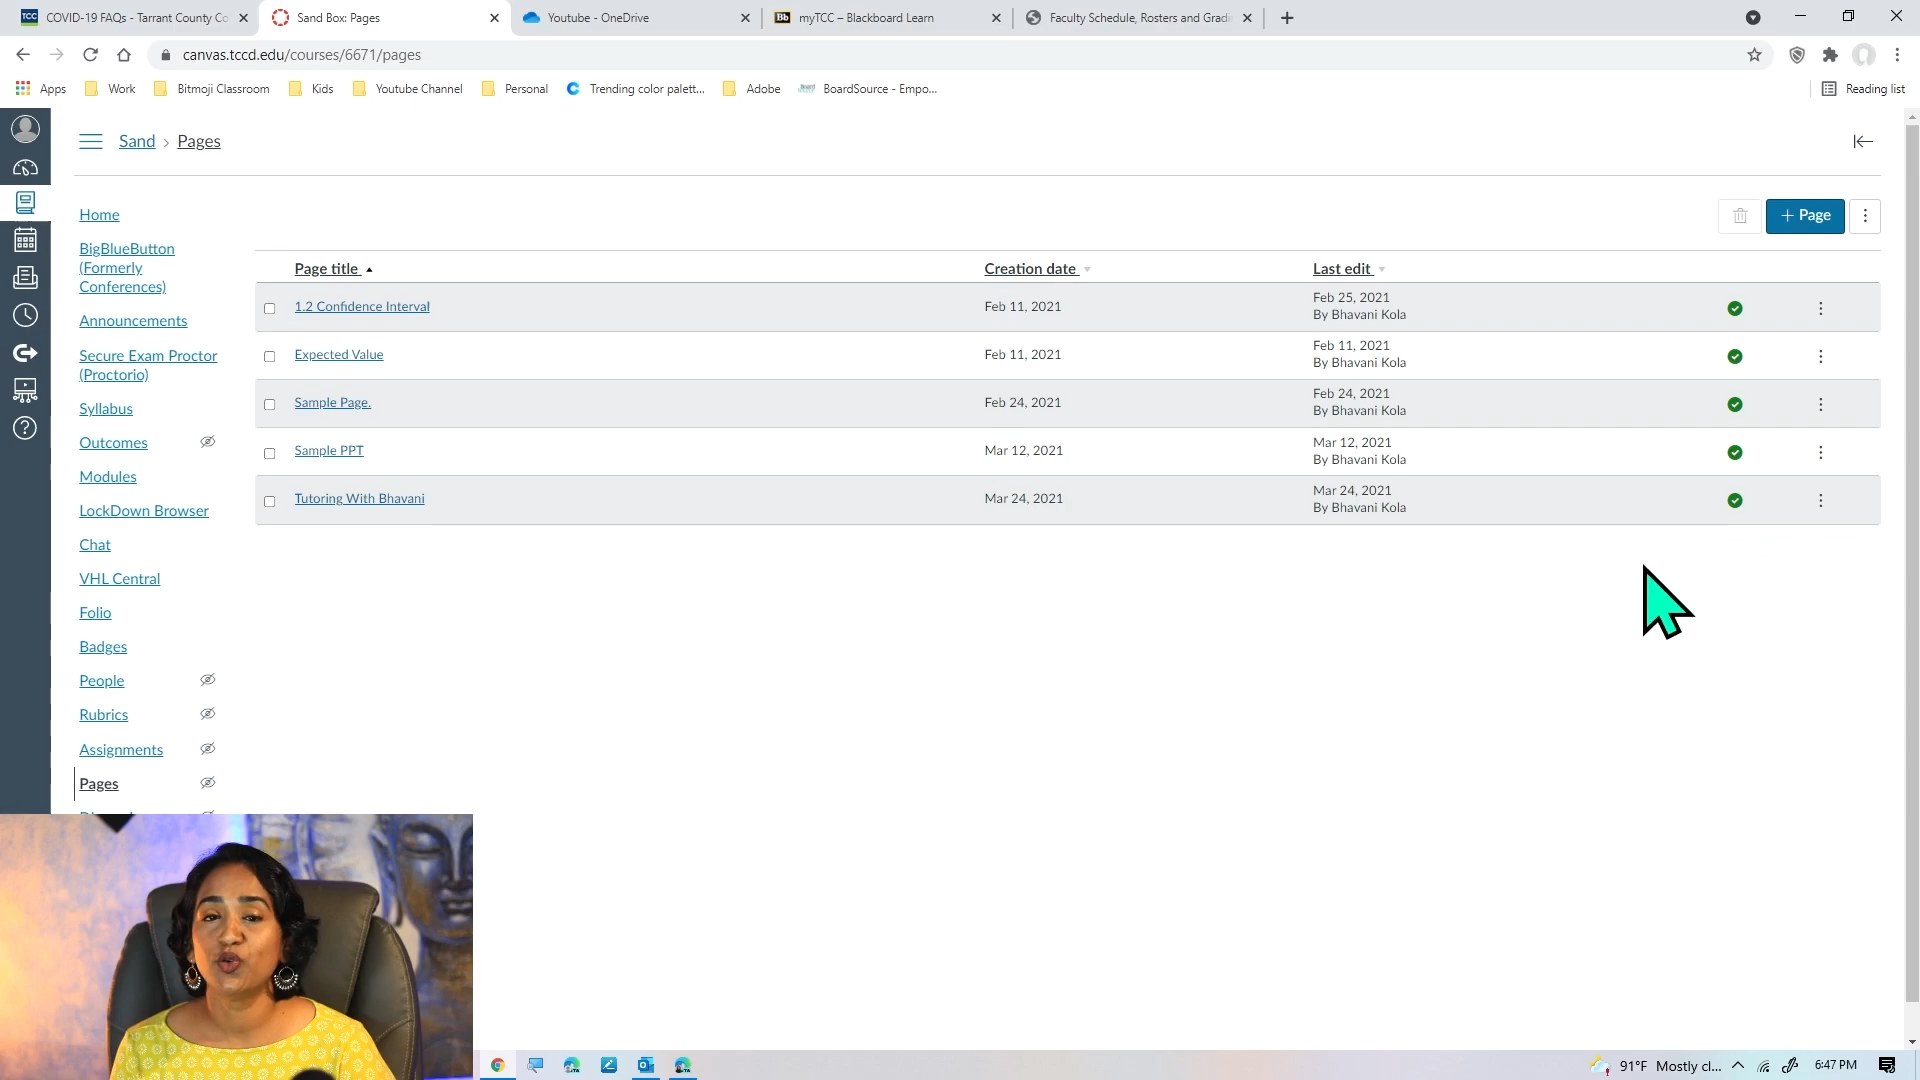 COVID-19 FAQs - Tarrant County Co
Sand Box: Pages
Youtube - OneDrive
myTCC – Blackboard Learn
Faculty Schedule, Rosters and Gradi
canvas.tccd.edu/courses/6671/pages
Apps
Work
Bitmoji Classroom
Kids
Youtube Channel
Personal
Trending color palett...
Adobe
BoardSource - Empo...
Reading list
Sand > Pages
+ Page
Home
BigBlueButton
(Formerly
Conferences)
Announcements
Secure Exam Proctor
(Proctorio)
Syllabus
Outcomes
Modules
LockDown Browser
Chat
VHL Central
Folio
Badges
People
Rubrics
Assignments
Pages
Page title
Creation date
Last edit
1.2 Confidence Interval
Feb 11, 2021
Feb 25, 2021
By Bhavani Kola
Expected Value
Feb 11, 2021
Feb 11, 2021
By Bhavani Kola
Sample Page.
Feb 24, 2021
Feb 24, 2021
By Bhavani Kola
Sample PPT
Mar 12, 2021
Mar 12, 2021
By Bhavani Kola
Tutoring With Bhavani
Mar 24, 2021
Mar 24, 2021
By Bhavani Kola
91°F Mostly cl...
6:47 PM